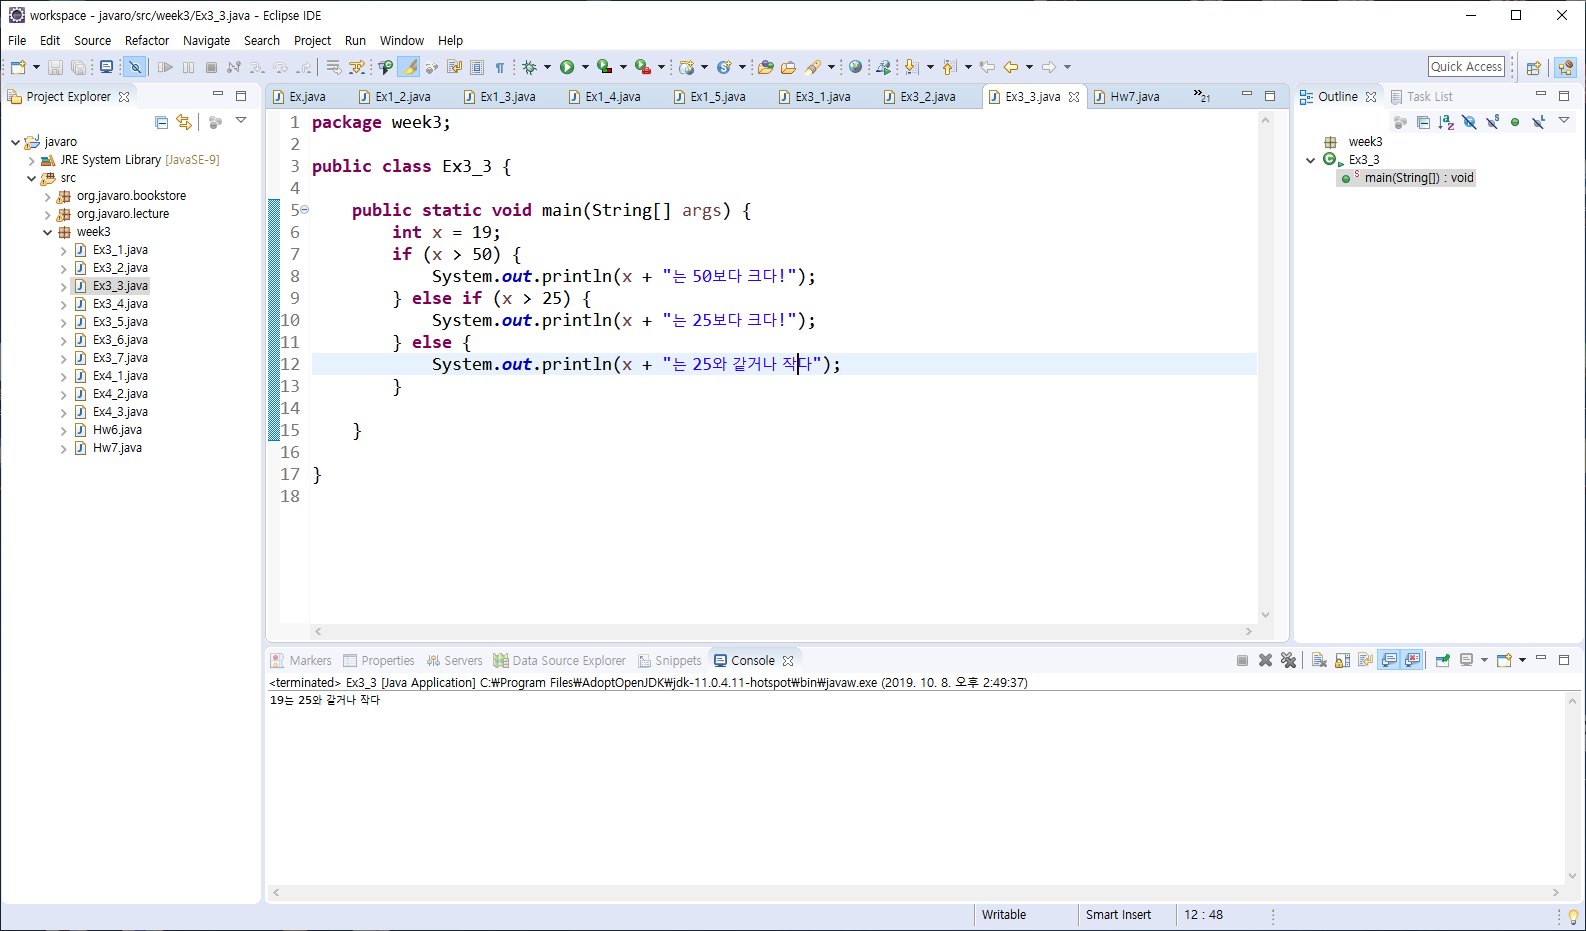 workspace - javaro/src/week3/Ex3_3.java - Eclipse IDE
File Edit Source Refactor Navigate Search Project Run Window Help
Quick Access
Project Explorer
javaro
JRE System Library [JavaSE-9]
src
org.javaro.bookstore
org.javaro.lecture
week3
Ex3_1.java
Ex3_2.java
Ex3_3.java
Ex3_4.java
Ex3_5.java
Ex3_6.java
Ex3_7.java
Ex4_1.java
Ex4_2.java
Ex4_3.java
Hw6.java
Hw7.java
Ex.java Ex1_2.java Ex1_3.java Ex1_4.java Ex1_5.java Ex3_1.java Ex3_2.java Ex3_3.java Hw7.java »21
1 package week3;
2
3 public class Ex3_3 {
4
5 public static void main(String[] args) {
6 int x = 19;
7 if (x > 50) {
8 System.out.println(x + "는 50보다 크다!");
9 } else if (x > 25) {
10 System.out.println(x + "는 25보다 크다!");
11 } else {
12 System.out.println(x + "는 25와 같거나 작다");
13 }
14
15 }
16
17 }
18
Outline Task List
week3
Ex3_3
main(String[]) : void
Markers Properties Servers Data Source Explorer Snippets Console
<terminated> Ex3_3 [Java Application] C:₩Program Files₩AdoptOpenJDK₩jdk-11.0.4.11-hotspot₩bin₩javaw.exe (2019. 10. 8. 오후 2:49:37)
19는 25와 같거나 작다
Writable Smart Insert 12 : 48